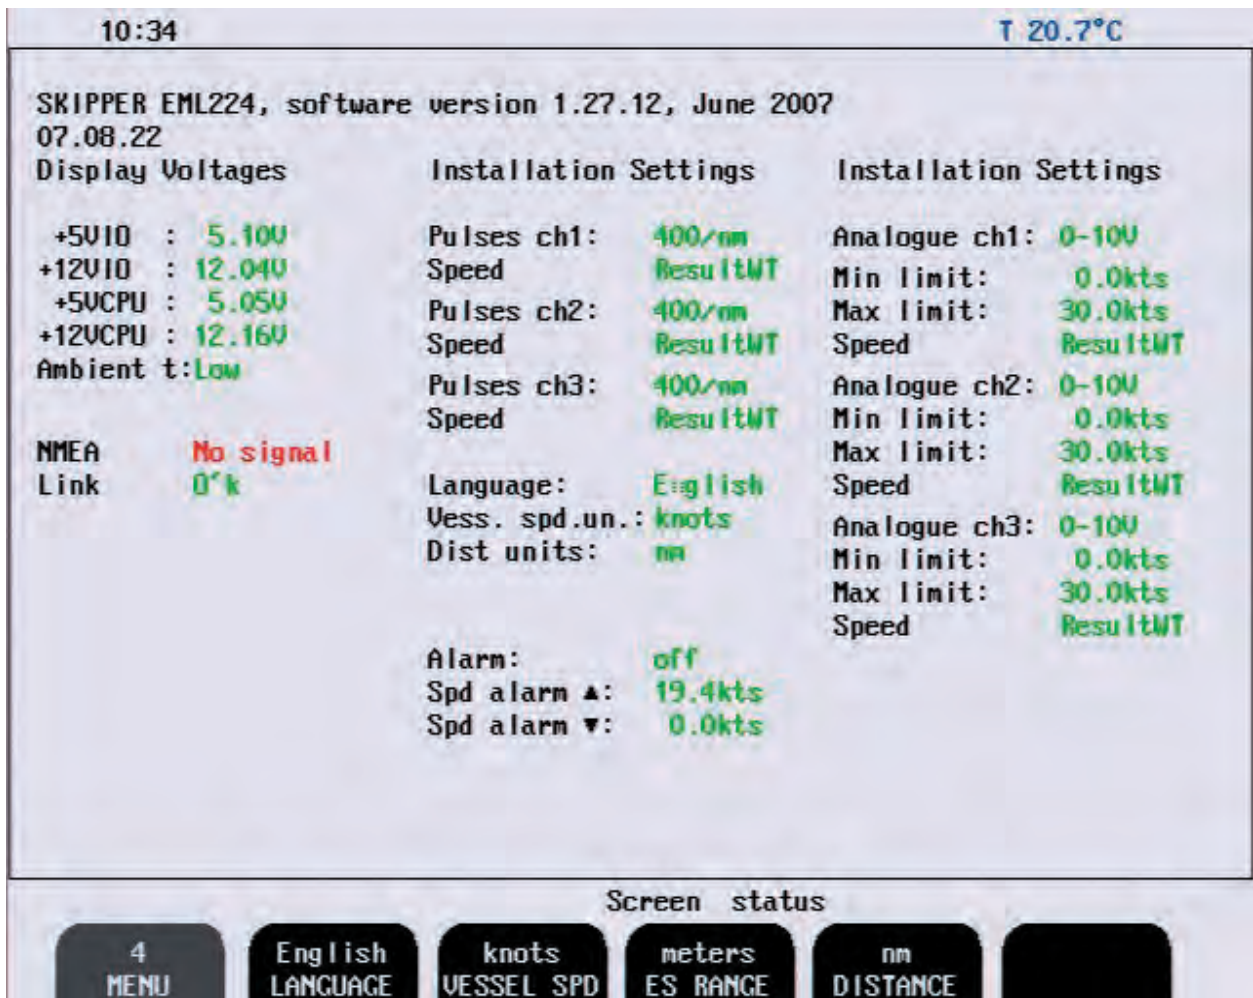 10:34
T 20.7°C
SKIPPER EML224, software version 1.27.12, June 2007
07.08.22
Display Voltages
+5VIO : 5.10V
+12VIO : 12.04V
+5VCPU : 5.05V
+12VCPU : 12.16V
Ambient t:Low
NMEA No signal
Link O´k
Installation Settings
Pulses ch1: 400/nm
Speed ResultWT
Pulses ch2: 400/nm
Speed ResultWT
Pulses ch3: 400/nm
Speed ResultWT
Language: English
Vess. spd.un.: knots
Dist units: nm
Alarm: off
Spd alarm ▲: 19.4kts
Spd alarm ▼: 0.0kts
Installation Settings
Analogue ch1: 0-10V
Min limit: 0.0kts
Max limit: 30.0kts
Speed ResultWT
Analogue ch2: 0-10V
Min limit: 0.0kts
Max limit: 30.0kts
Speed ResultWT
Analogue ch3: 0-10V
Min limit: 0.0kts
Max limit: 30.0kts
Speed ResultWT
Screen status
4
MENU
English
LANGUAGE
knots
VESSEL SPD
meters
ES RANGE
nm
DISTANCE